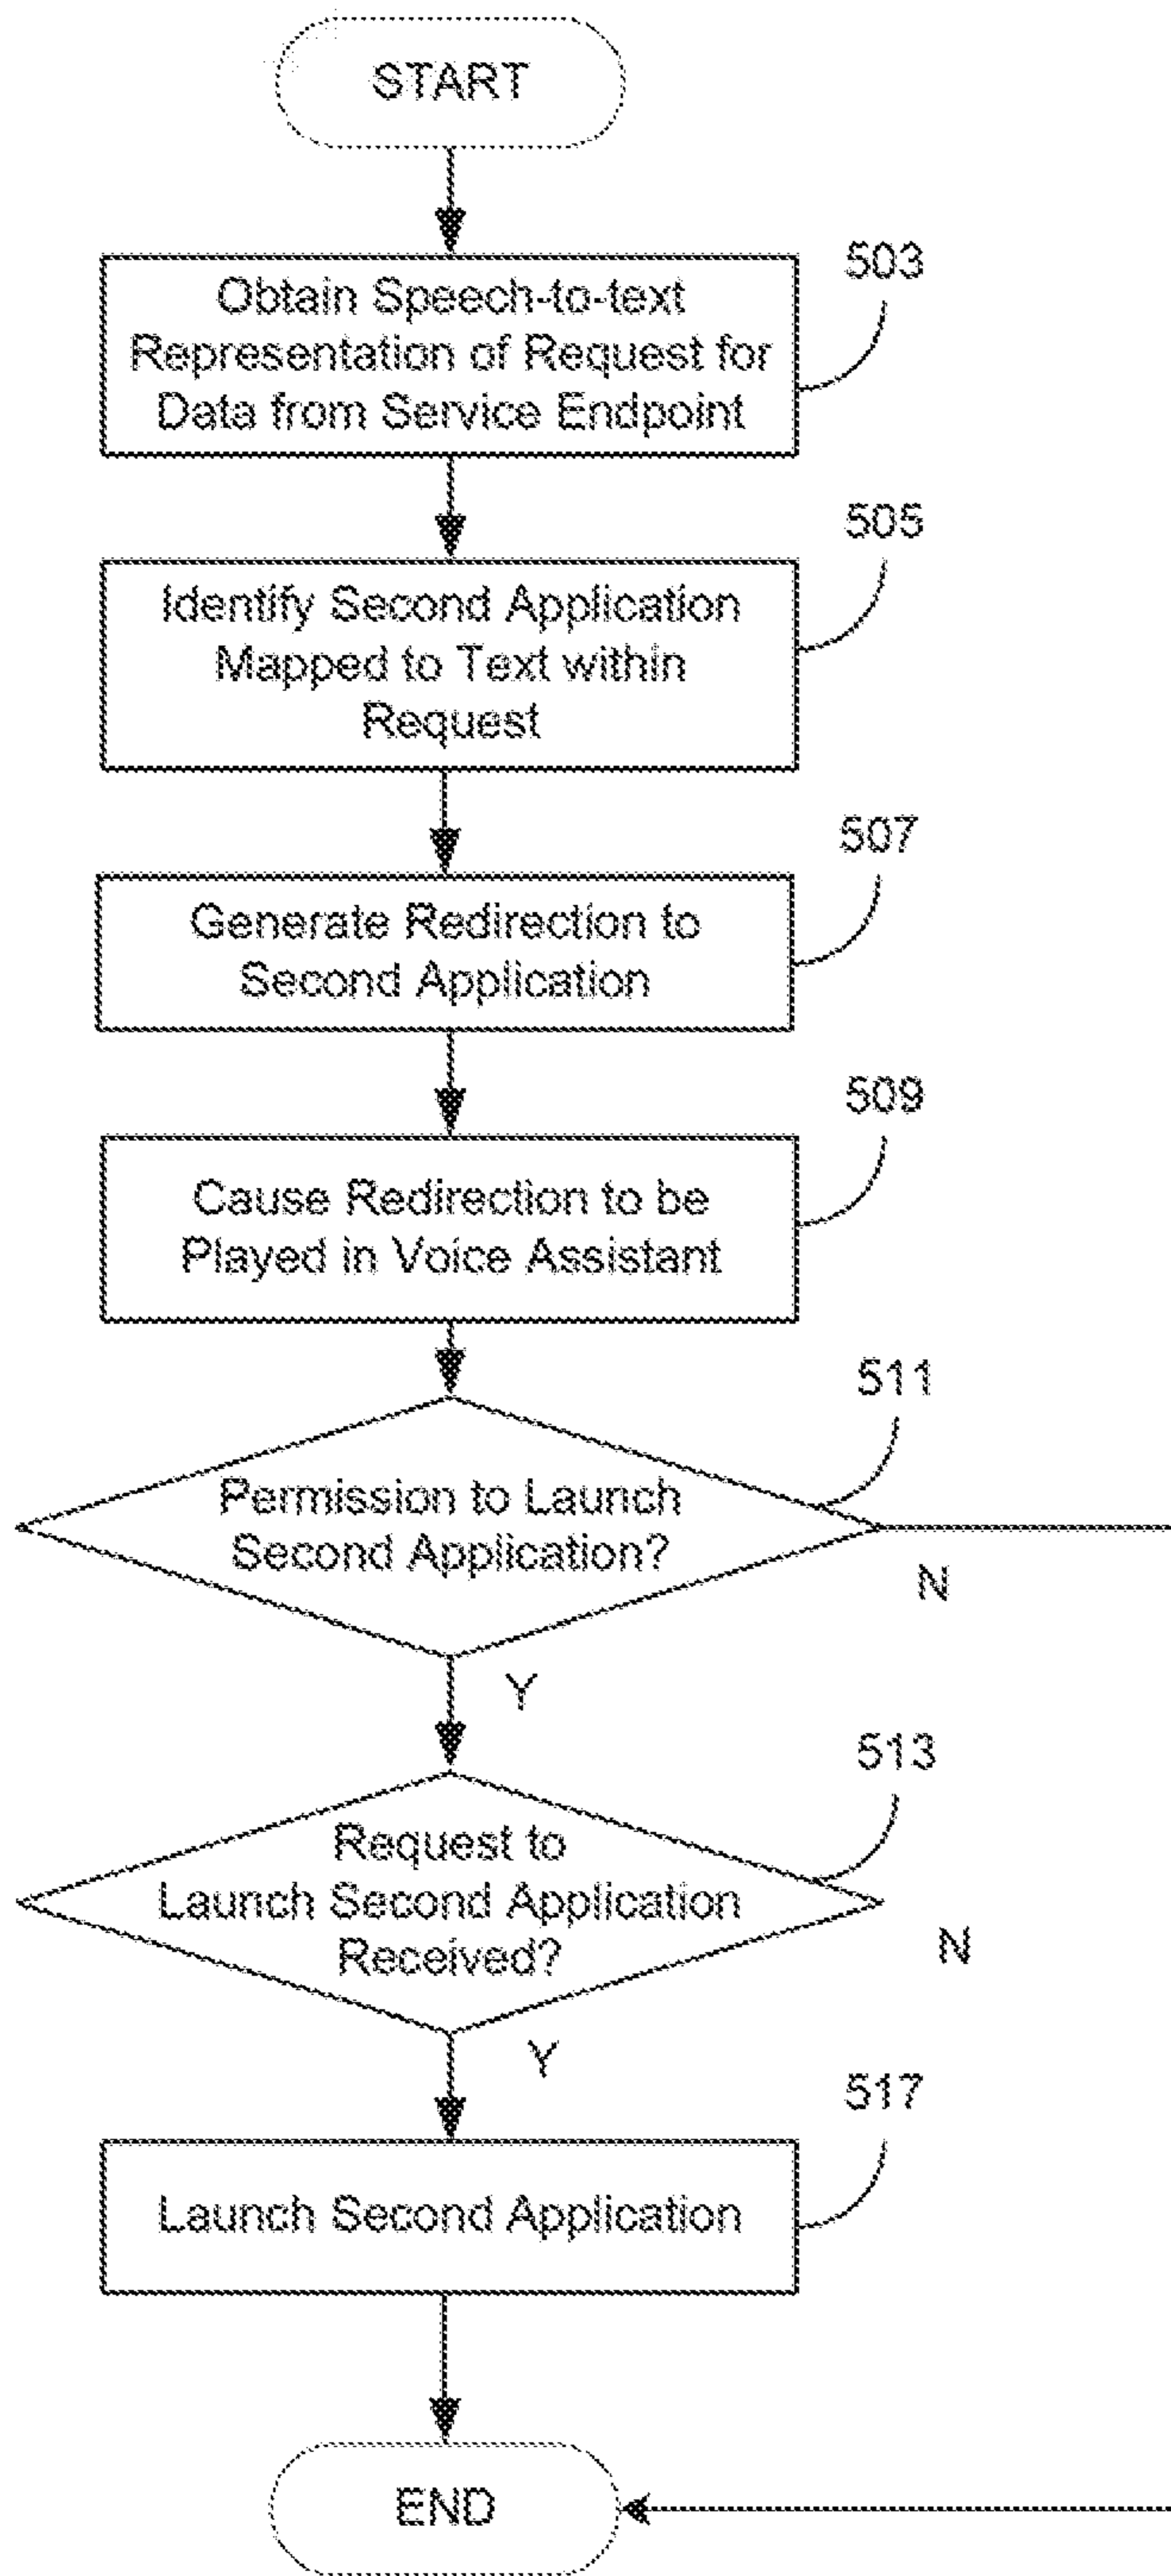 START
503
Obtain Speech-to-text
Representation of Request for
Data from Service Endpoint
505
Identify Second Application
Mapped to Text within
Request
507
Generate Redirection to
Second Application
509
Cause Redirection to be
Played in Voice Assistant
511
Permission to Launch
Second Application?
N
Y
513
Request to
Launch Second Application
Received?
N
Y
517
Launch Second Application
END